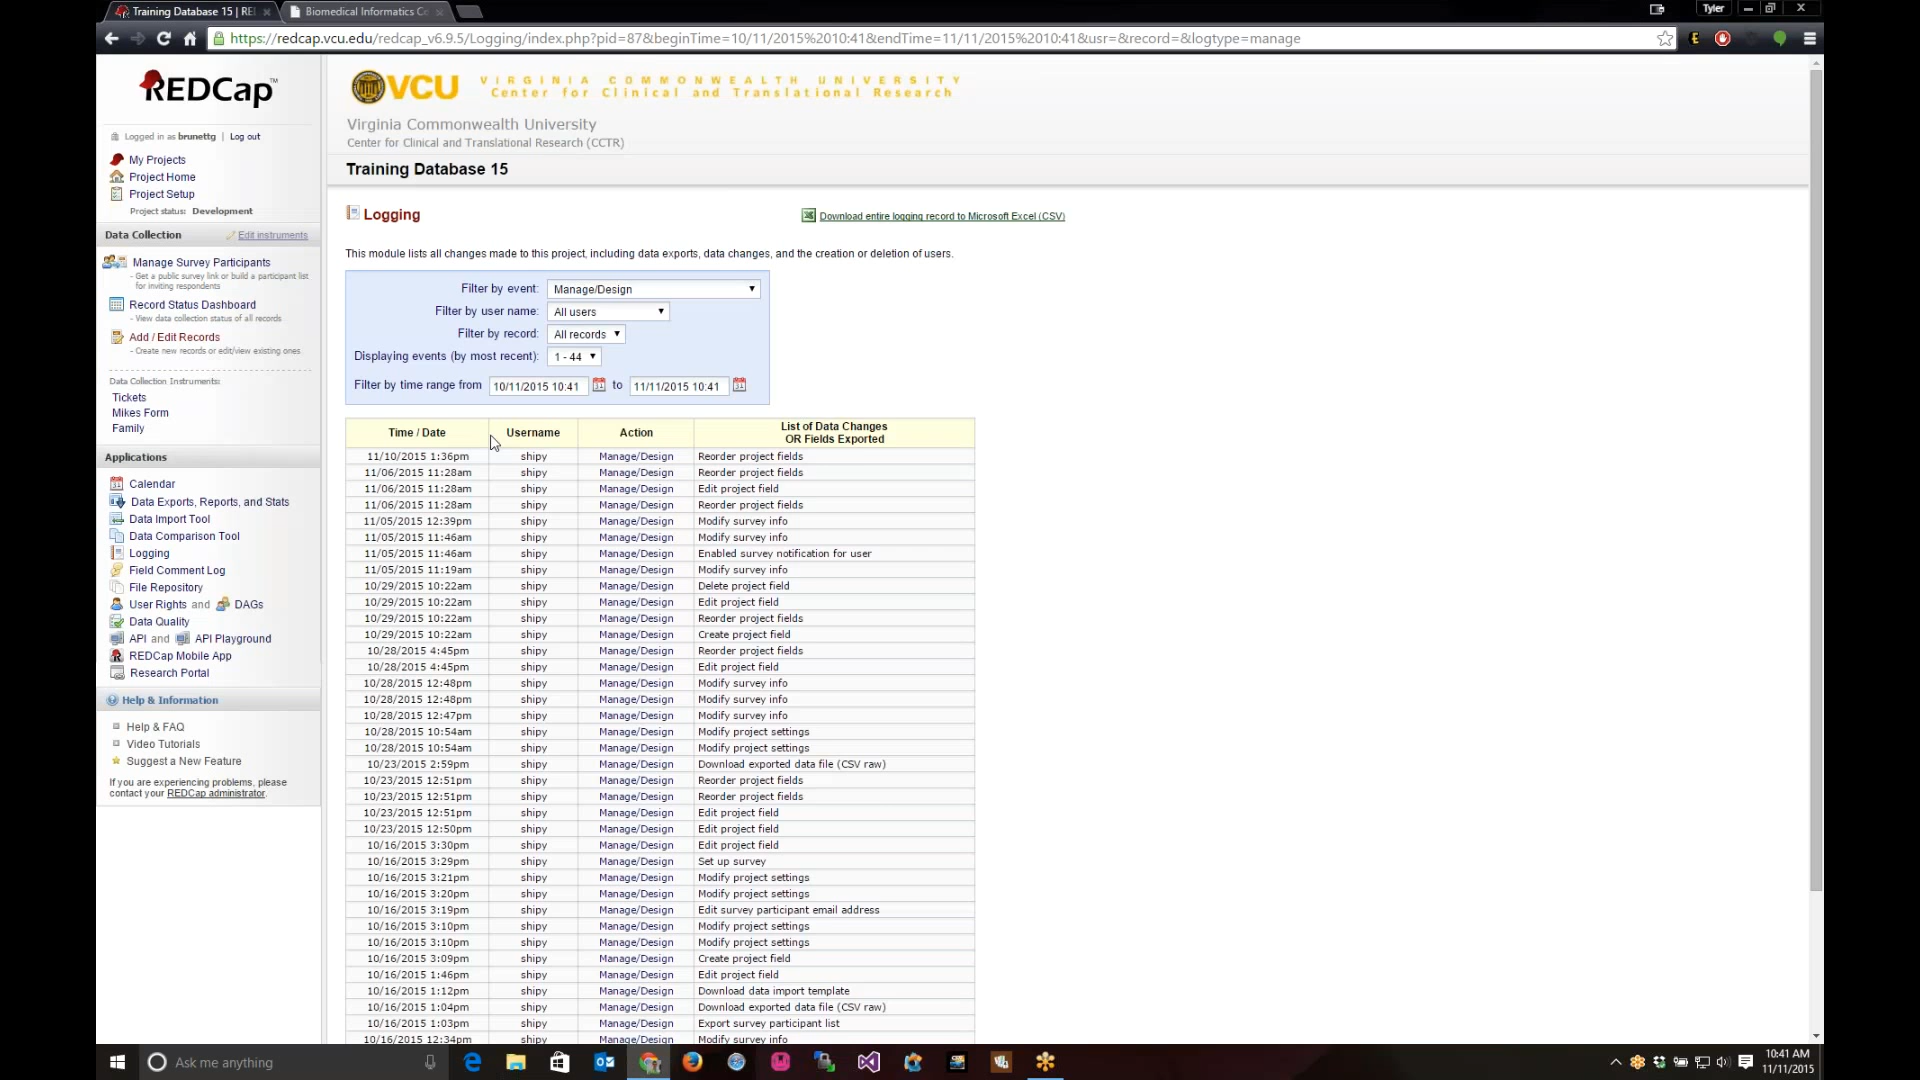 Training Database 15 | RE
Biomedical Informatics Co
Tyler
https://redcap.vcu.edu/redcap_v6.9.5/Logging/index.php?pid=87&beginTime=10/11/2015%2010:41&endTime=11/11/2015%2010:41&usr=&record=&logtype=manage
REDCap™
Logged in as brunettg | Log out
My Projects
Project Home
Project Setup
Project status: Development
Data Collection
Edit instruments
Manage Survey Participants
- Get a public survey link or build a participant list
for inviting respondents
Record Status Dashboard
- View data collection status of all records
Add / Edit Records
- Create new records or edit/view existing ones
Data Collection Instruments:
Tickets
Mikes Form
Family
Applications
Calendar
Data Exports, Reports, and Stats
Data Import Tool
Data Comparison Tool
Logging
Field Comment Log
File Repository
User Rights and DAGs
Data Quality
API and API Playground
REDCap Mobile App
Research Portal
Help & Information
Help & FAQ
Video Tutorials
Suggest a New Feature
If you are experiencing problems, please
contact your REDCap administrator.
VCU
VIRGINIA COMMONWEALTH UNIVERSITY
Center for Clinical and Translational Research
Virginia Commonwealth University
Center for Clinical and Translational Research (CCTR)
Training Database 15
Logging
Download entire logging record to Microsoft Excel (CSV)
This module lists all changes made to this project, including data exports, data changes, and the creation or deletion of users.
Filter by event: Manage/Design
Filter by user name: All users
Filter by record: All records
Displaying events (by most recent): 1 - 44
Filter by time range from 10/11/2015 10:41 to 11/11/2015 10:41
Time / Date Username Action List of Data Changes OR Fields Exported
11/10/2015 1:36pm shipy Manage/Design Reorder project fields
11/06/2015 11:28am shipy Manage/Design Reorder project fields
11/06/2015 11:28am shipy Manage/Design Edit project field
11/06/2015 11:28am shipy Manage/Design Reorder project fields
11/05/2015 12:39pm shipy Manage/Design Modify survey info
11/05/2015 11:46am shipy Manage/Design Modify survey info
11/05/2015 11:46am shipy Manage/Design Enabled survey notification for user
11/05/2015 11:19am shipy Manage/Design Modify survey info
10/29/2015 10:22am shipy Manage/Design Delete project field
10/29/2015 10:22am shipy Manage/Design Edit project field
10/29/2015 10:22am shipy Manage/Design Reorder project fields
10/29/2015 10:22am shipy Manage/Design Create project field
10/28/2015 4:45pm shipy Manage/Design Reorder project fields
10/28/2015 4:45pm shipy Manage/Design Edit project field
10/28/2015 12:48pm shipy Manage/Design Modify survey info
10/28/2015 12:48pm shipy Manage/Design Modify survey info
10/28/2015 12:47pm shipy Manage/Design Modify survey info
10/28/2015 10:54am shipy Manage/Design Modify project settings
10/28/2015 10:54am shipy Manage/Design Modify project settings
10/23/2015 2:59pm shipy Manage/Design Download exported data file (CSV raw)
10/23/2015 12:51pm shipy Manage/Design Reorder project fields
10/23/2015 12:51pm shipy Manage/Design Reorder project fields
10/23/2015 12:51pm shipy Manage/Design Edit project field
10/23/2015 12:50pm shipy Manage/Design Edit project field
10/16/2015 3:30pm shipy Manage/Design Edit project field
10/16/2015 3:29pm shipy Manage/Design Set up survey
10/16/2015 3:21pm shipy Manage/Design Modify project settings
10/16/2015 3:20pm shipy Manage/Design Modify project settings
10/16/2015 3:19pm shipy Manage/Design Edit survey participant email address
10/16/2015 3:10pm shipy Manage/Design Modify project settings
10/16/2015 3:10pm shipy Manage/Design Modify project settings
10/16/2015 3:09pm shipy Manage/Design Create project field
10/16/2015 1:46pm shipy Manage/Design Edit project field
10/16/2015 1:12pm shipy Manage/Design Download data import template
10/16/2015 1:04pm shipy Manage/Design Download exported data file (CSV raw)
10/16/2015 1:03pm shipy Manage/Design Export survey participant list
10/16/2015 12:34pm shipy Manage/Design Modify survey info
Ask me anything
10:41 AM
11/11/2015